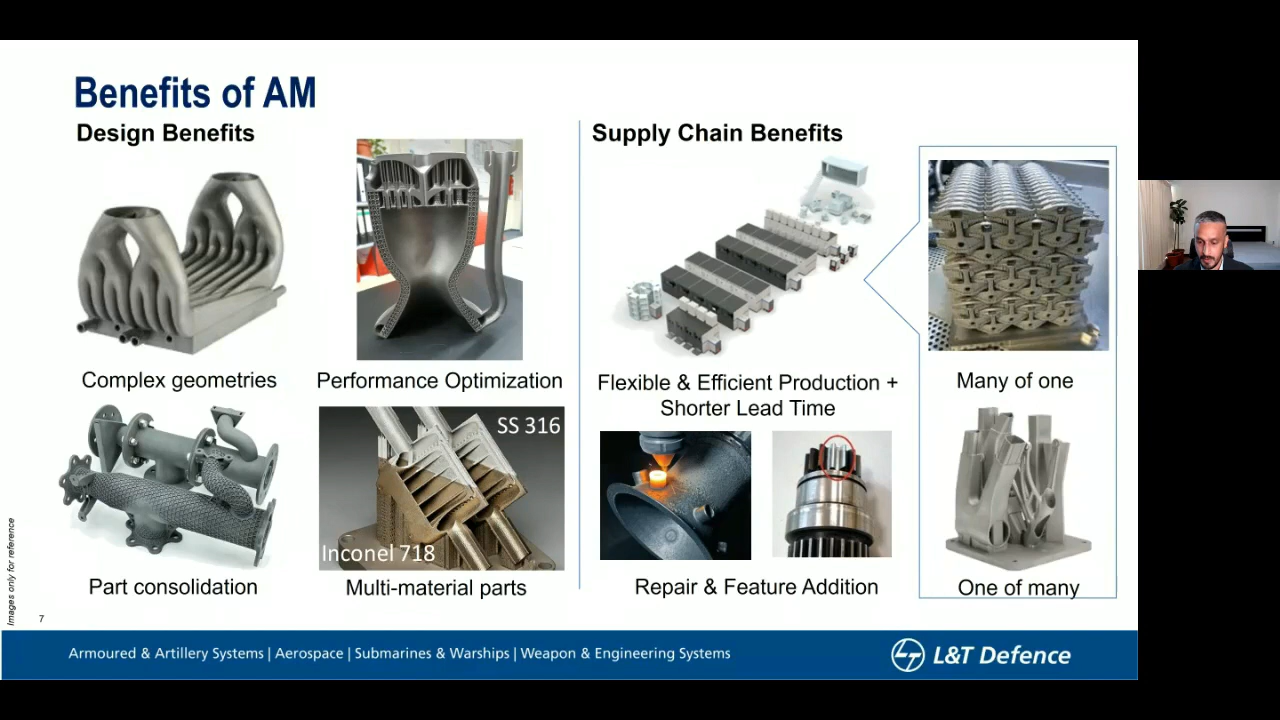 Benefits of AM
Design Benefits
Complex geometries
Performance Optimization
SS 316
Inconel 718
Part consolidation
Multi-material parts
Supply Chain Benefits
Flexible & Efficient Production +
Shorter Lead Time
Many of one
Repair & Feature Addition
One of many
Images only for reference
7
Armoured & Artillery Systems | Aerospace | Submarines & Warships | Weapon & Engineering Systems
L&T Defence